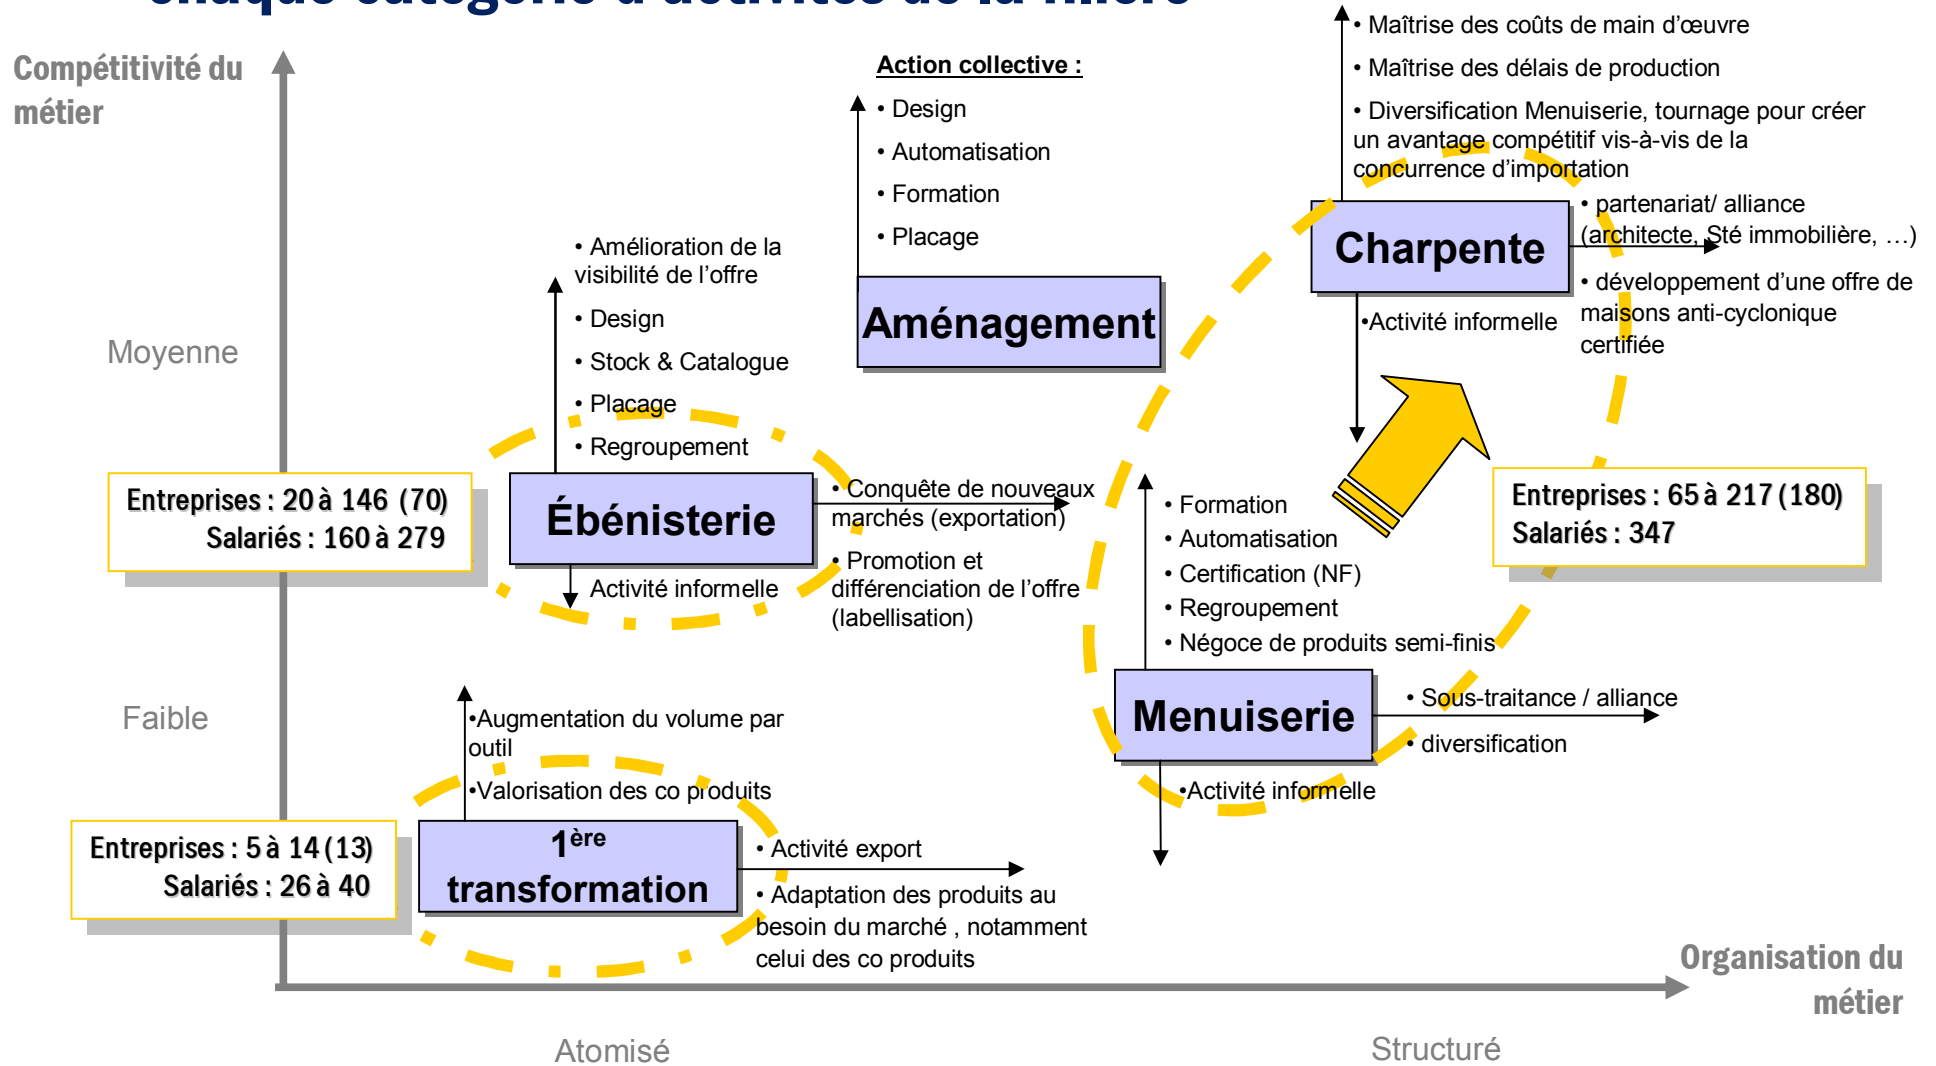 chaque catégorie d'activités de la filière
Compétitivité du
métier
Moyenne
Faible
Action collective :
• Design
• Automatisation
• Formation
• Placage
Aménagement
• Maîtrise des coûts de main d’œuvre
• Maîtrise des délais de production
• Diversification Menuiserie, tournage pour créer
un avantage compétitif vis-à-vis de la
concurrence d’importation
Charpente
• partenariat/ alliance
(architecte, Sté immobilière, …)
• développement d’une offre de
maisons anti-cyclonique
certifiée
•Activité informelle
• Amélioration de la
visibilité de l’offre
• Design
• Stock & Catalogue
• Placage
• Regroupement
Entreprises : 20 à 146 (70)
Salariés : 160 à 279
Ébénisterie
• Conquête de nouveaux
marchés (exportation)
• Promotion et
différenciation de l’offre
(labellisation)
Activité informelle
• Formation
• Automatisation
• Certification (NF)
• Regroupement
• Négoce de produits semi-finis
Entreprises : 65 à 217 (180)
Salariés : 347
Menuiserie
• Sous-traitance / alliance
• diversification
•Activité informelle
•Augmentation du volume par
outil
•Valorisation des co produits
Entreprises : 5 à 14 (13)
Salariés : 26 à 40
1ère
transformation
• Activité export
• Adaptation des produits au
besoin du marché , notamment
celui des co produits
Organisation du
métier
Atomisé
Structuré